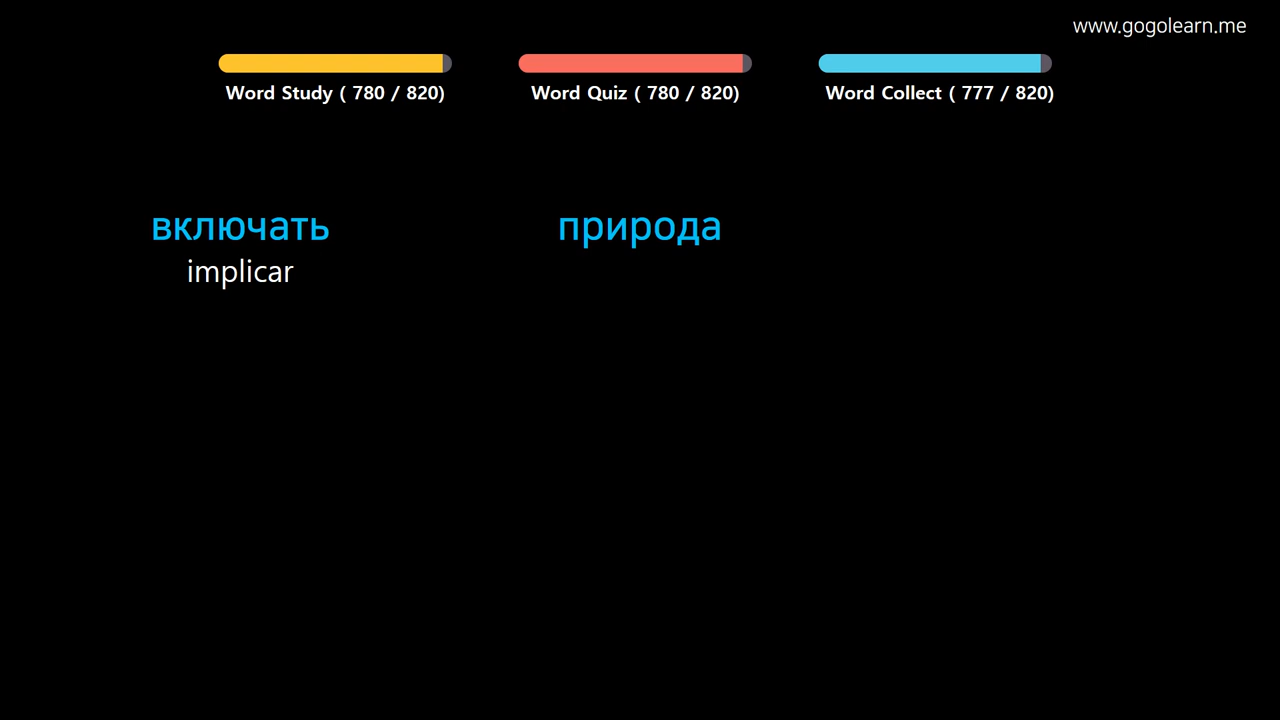 www.gogolearn.me
Word Study ( 780 / 820)
Word Quiz ( 780 / 820)
Word Collect ( 777 / 820)
включать
implicar
природа